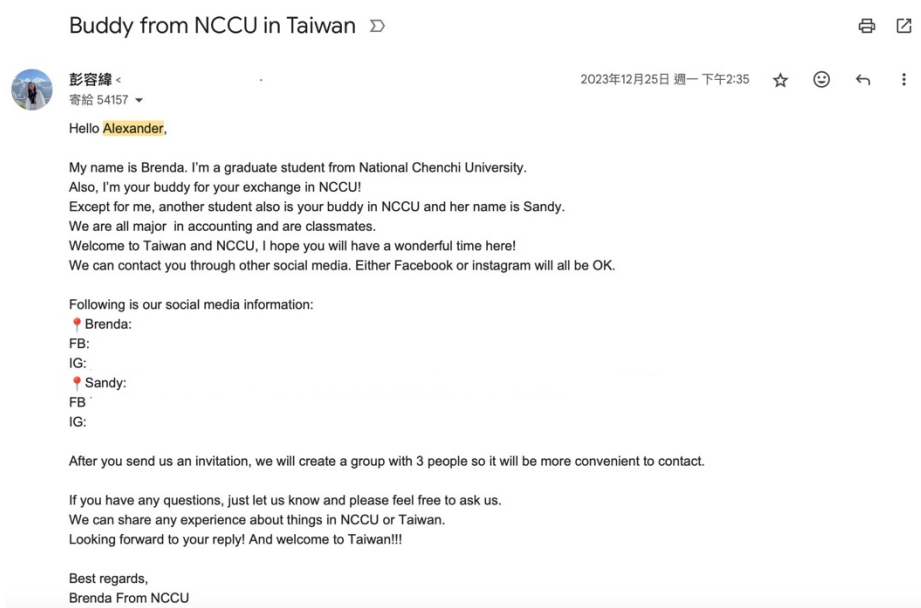 Buddy from NCCU in Taiwan
彭容緯 <
2023年12月25日 週一 下午2:35
寄給 54157
Hello Alexander,
My name is Brenda. I'm a graduate student from National Chenchi University.
Also, I'm your buddy for your exchange in NCCU!
Except for me, another student also is your buddy in NCCU and her name is Sandy.
We are all major  in accounting and are classmates.
Welcome to Taiwan and NCCU, I hope you will have a wonderful time here!
We can contact you through other social media. Either Facebook or instagram will all be OK.
Following is our social media information:
📍Brenda:
FB:
IG:
📍Sandy:
FB
IG:
After you send us an invitation, we will create a group with 3 people so it will be more convenient to contact.
If you have any questions, just let us know and please feel free to ask us.
We can share any experience about things in NCCU or Taiwan.
Looking forward to your reply! And welcome to Taiwan!!!
Best regards,
Brenda From NCCU